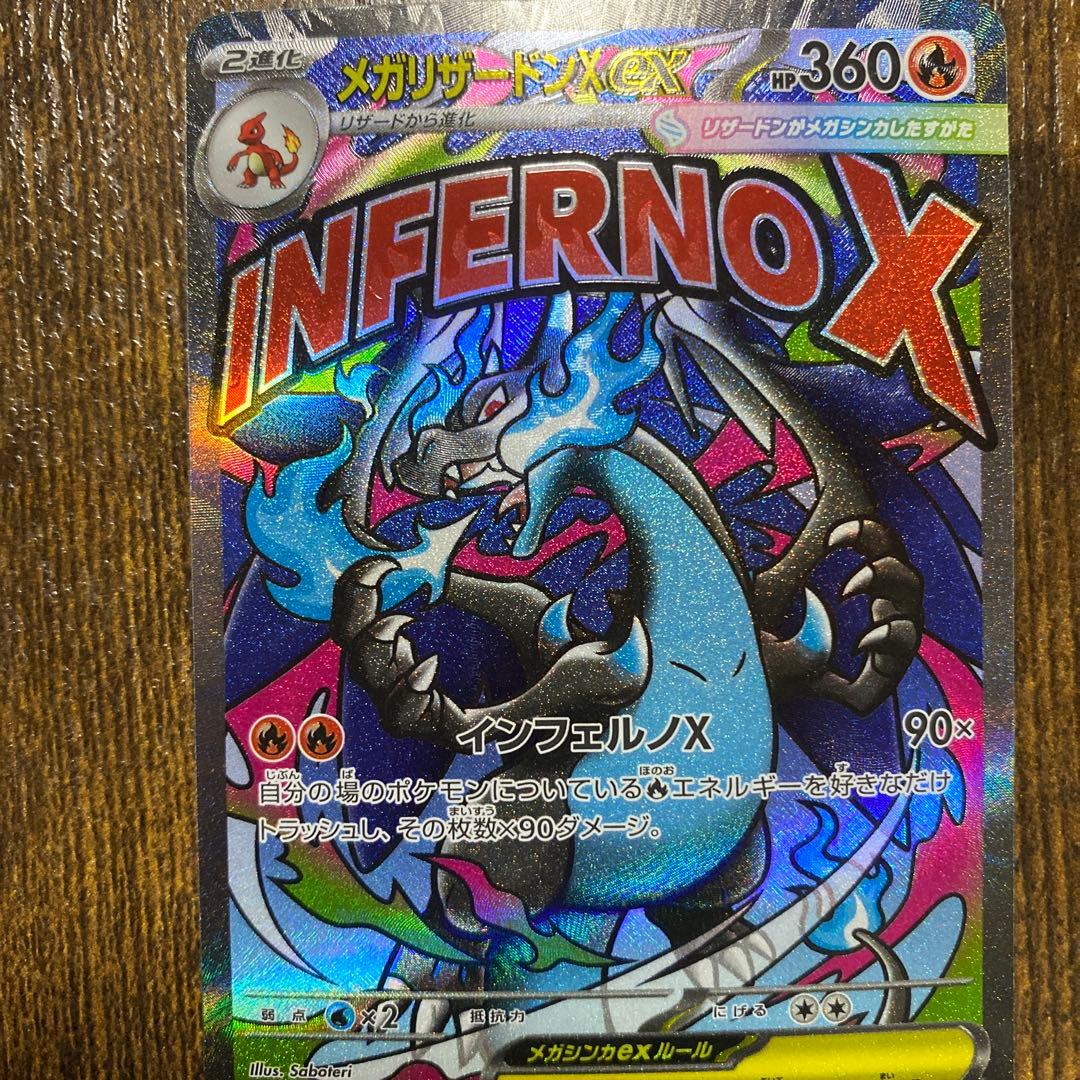 2進化
メガリザードンXex
HP360
リザードから進化
リザードンがメガシンカしたすがた
INFERNO X
インフェルノX
90×
自分の場のポケモンについているエネルギーを好きなだけ
トラッシュし、その枚数×90ダメージ。
弱点
×2
抵抗力
にげる
メガシンカexルール
Illus. Saboteri